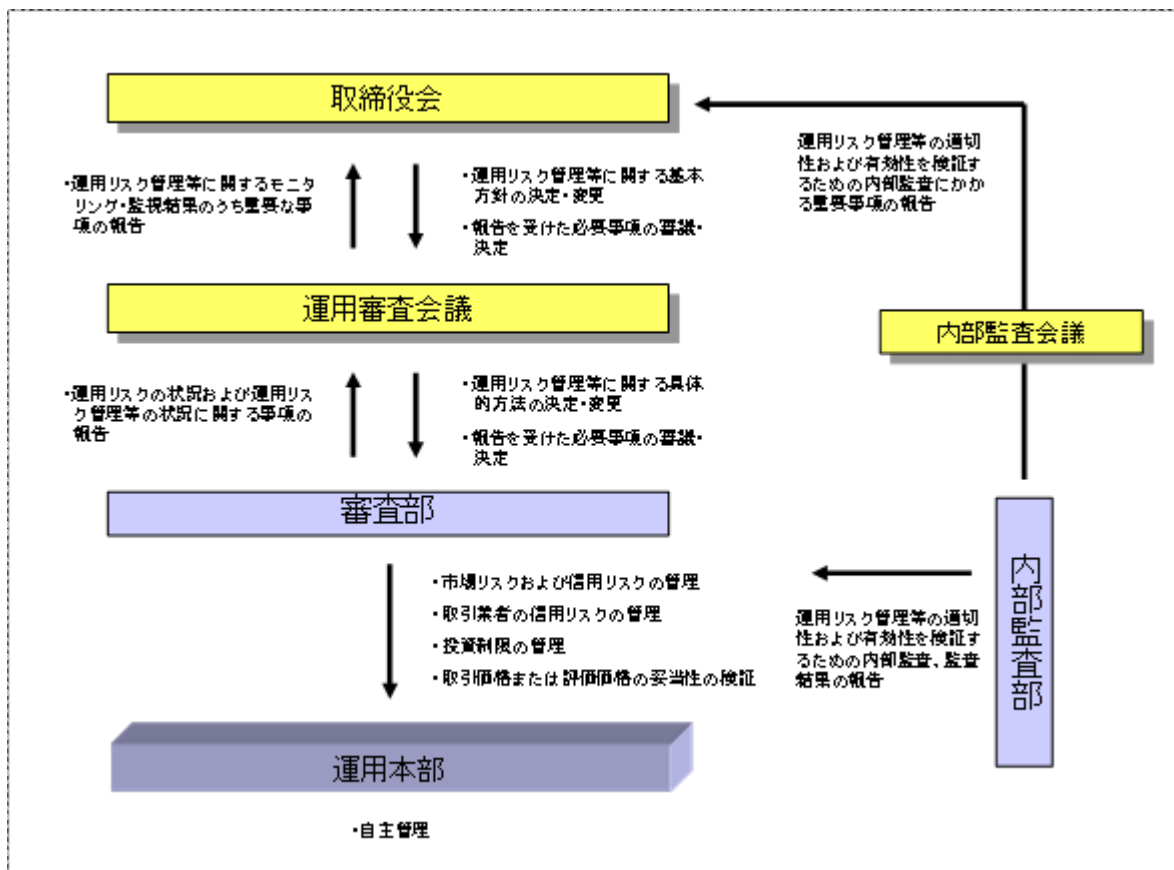 取締役会
・運用リスク管理等に関するモニタ
リング・監視結果のうち重要な事
項の報告
・運用リスク管理等に関する基本
方針の決定・変更
・報告を受けた必要事項の審議・
決定
運用リスク管理等の適切
性および有効性を検証す
るための内部監査にかか
る重要事項の報告
運用審査会議
内部監査会議
・運用リスクの状況および運用リス
ク管理等の状況に関する事項の
報告
・運用リスク管理等に関する具体
的方法の決定・変更
・報告を受けた必要事項の審議・
決定
審査部
・市場リスクおよび信用リスクの管理
・取引業者の信用リスクの管理
・投資制限の管理
・取引価格または評価価格の妥当性の検証
運用リスク管理等の適切
性および有効性を検証す
るための内部監査、監査
結果の報告
内部監査部
運用本部
・自主管理